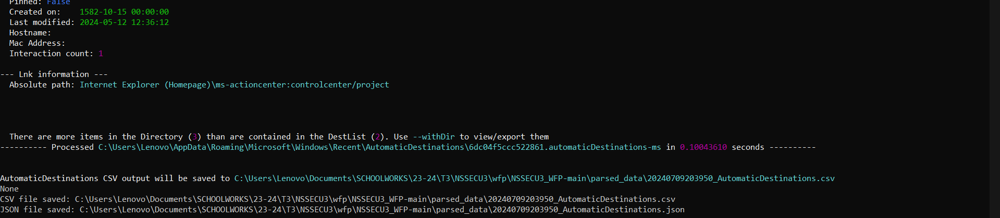 Pinned: False
Created on: 1582-10-15 00:00:00
Last modified: 2024-05-12 12:36:12
Hostname:
Mac Address:
Interaction count: 1
--- Lnk information ---
Absolute path: Internet Explorer (Homepage)\ms-actioncenter:controlcenter/project
There are more items in the Directory (3) than are contained in the DestList (2). Use --withDir to view/export them
---------- Processed C:\Users\Lenovo\AppData\Roaming\Microsoft\Windows\Recent\AutomaticDestinations\6dc04f5ccc522861.automaticDestinations-ms in 0.10043610 seconds ----------
AutomaticDestinations CSV output will be saved to C:\Users\Lenovo\Documents\SCHOOLWORKS\23-24\T3\NSSECU3\wfp\NSSECU3_WFP-main\parsed_data\20240709203950_AutomaticDestinations.csv
None
CSV file saved: C:\Users\Lenovo\Documents\SCHOOLWORKS\23-24\T3\NSSECU3\wfp\NSSECU3_WFP-main\parsed_data\20240709203950_AutomaticDestinations.csv
JSON file saved: C:\Users\Lenovo\Documents\SCHOOLWORKS\23-24\T3\NSSECU3\wfp\NSSECU3_WFP-main\parsed_data\20240709203950_AutomaticDestinations.json